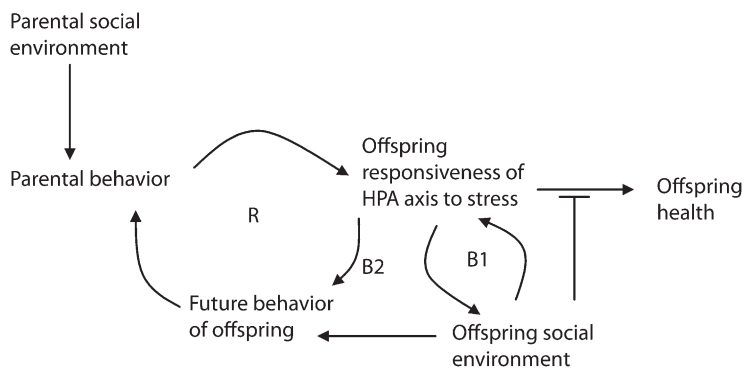 Parental social
environment
Parental behavior
Offspring
responsiveness of
HPA axis to stress
Offspring
health
R
B2
B1
Future behavior
of offspring
Offspring social
environment